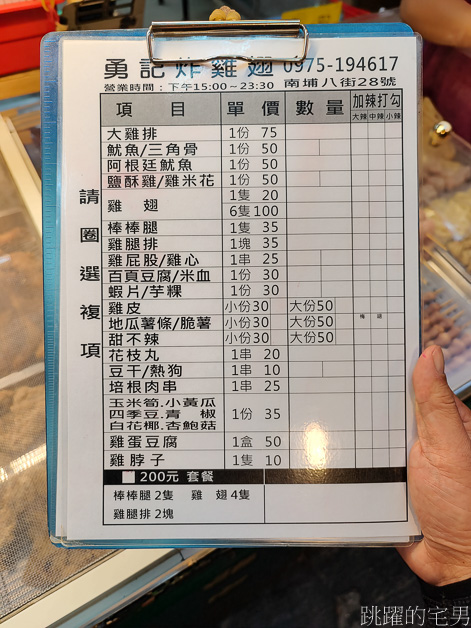 勇記炸雞翅 0975-194617
營業時間：下午15:00~23:30 南埔八街28號
請圈選複項
項 目 單 價 數 量 加辣打勾
大辣 中辣 小辣
大雞排 1份 75
魷魚/三角骨 1份 50
阿根廷魷魚 1份 50
鹽酥雞/雞米花 1份 50
雞 翅 1隻 20
6隻100
棒棒腿 1隻 35
雞腿排 1塊 35
雞屁股/雞心 1串 25
百頁豆腐/米血 1份 30
蝦片/芋粿 1份 30
雞皮 小份30 大份50
地瓜薯條/脆薯 小份30 大份50 梅
甜不辣 小份30 大份50
花枝丸 1串 20
豆干/熱狗 1串 10
培根肉串 1串 25
玉米筍.小黃瓜
四季豆.青 椒 1份 35
白花椰.杏鮑菇
雞蛋豆腐 1盒 50
雞脖子 1隻 10
200元 套餐
棒棒腿2隻 雞 翅4隻
雞腿排2塊
跳躍的宅男